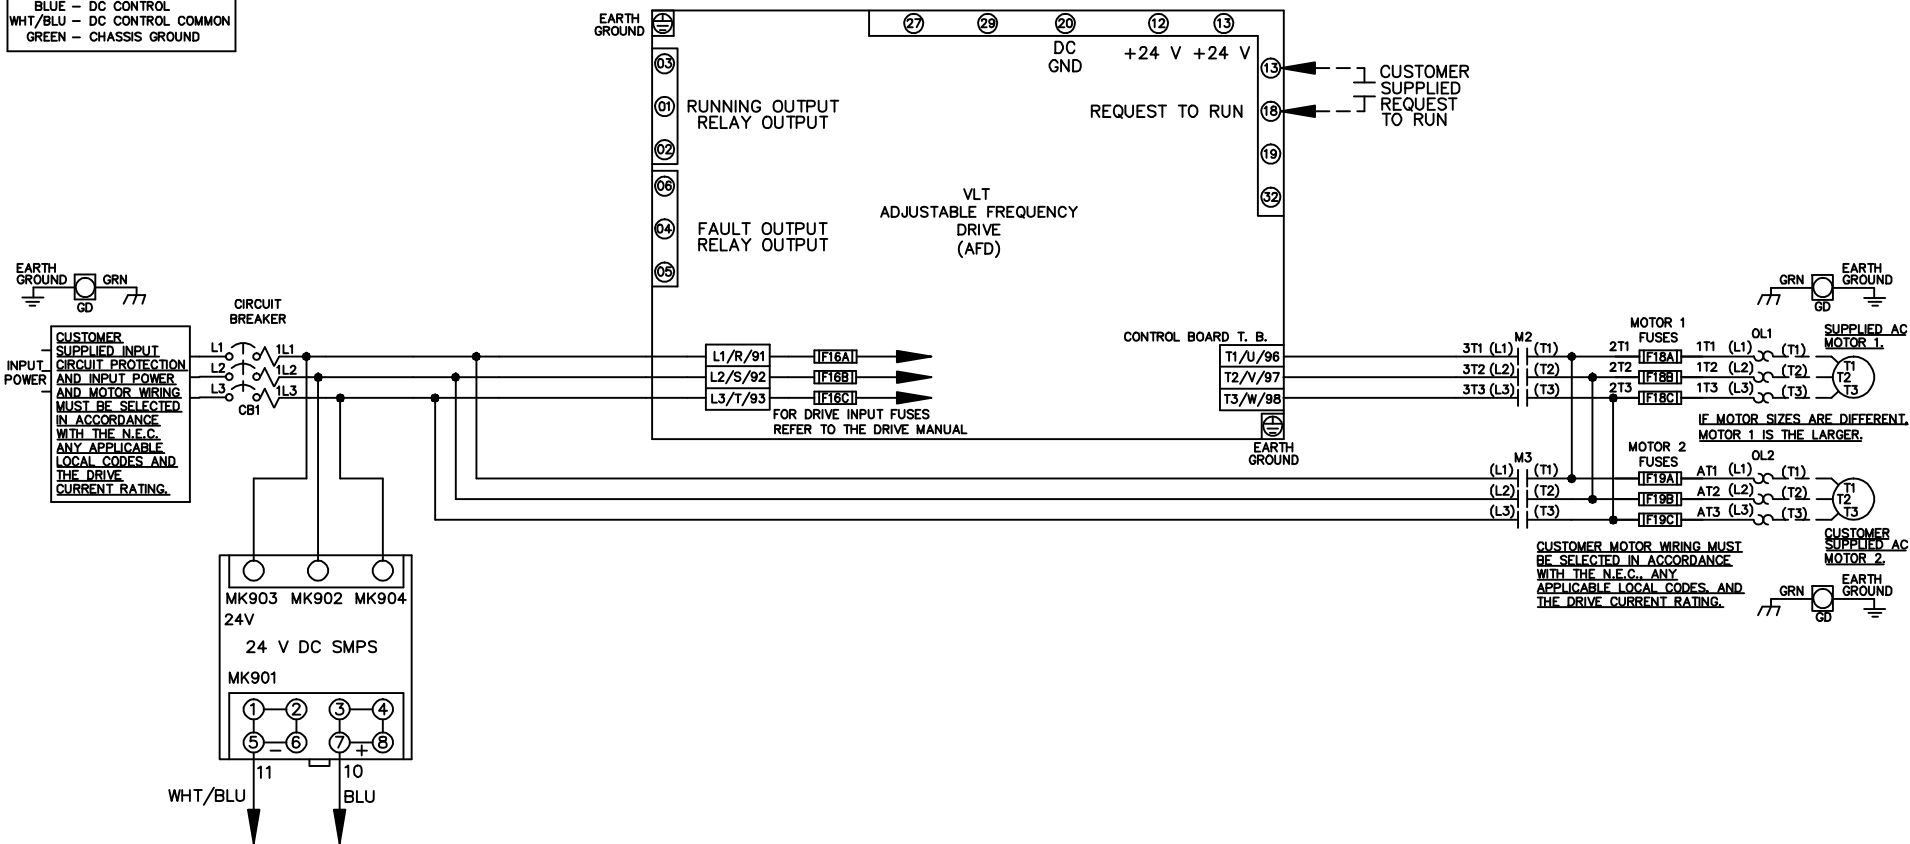 BLUE – DC CONTROL
WHT/BLU – DC CONTROL COMMON
GREEN – CHASSIS GROUND
EARTH
GROUND
27
29
20
12
13
DC
GND
+24 V
+24 V
03
01
02
RUNNING OUTPUT
RELAY OUTPUT
06
04
05
FAULT OUTPUT
RELAY OUTPUT
13
18
19
32
REQUEST TO RUN
CUSTOMER
SUPPLIED
REQUEST
TO RUN
VLT
ADJUSTABLE FREQUENCY
DRIVE
(AFD)
EARTH
GROUND
GRN
GD
INPUT
POWER
CUSTOMER
SUPPLIED INPUT
CIRCUIT PROTECTION
AND INPUT POWER
AND MOTOR WIRING
MUST BE SELECTED
IN ACCORDANCE
WITH THE N.E.C.
ANY APPLICABLE
LOCAL CODES AND
THE DRIVE
CURRENT RATING.
CIRCUIT
BREAKER
L1
1L1
L2
1L2
L3
1L3
CB1
L1/R/91
F16A
L2/S/92
F16B
L3/T/93
F16C
FOR DRIVE INPUT FUSES
REFER TO THE DRIVE MANUAL
CONTROL BOARD T. B.
T1/U/96
T2/V/97
T3/W/98
EARTH
GROUND
M2
3T1 (L1) (T1)
3T2 (L2) (T2)
3T3 (L3) (T3)
MOTOR 1
FUSES
2T1 F18A 1T1 (L1) (T1)
2T2 F18B 1T2 (L2) (T2)
2T3 F18C 1T3 (L3) (T3)
OL1
T1
T2
T3
GRN
GD
EARTH
GROUND
SUPPLIED AC
MOTOR 1.
IF MOTOR SIZES ARE DIFFERENT,
MOTOR 1 IS THE LARGER.
M3
(L1) (T1)
(L2) (T2)
(L3) (T3)
MOTOR 2
FUSES
F19A AT1 (L1) (T1)
F19B AT2 (L2) (T2)
F19C AT3 (L3) (T3)
OL2
T1
T2
T3
CUSTOMER
SUPPLIED AC
MOTOR 2.
CUSTOMER MOTOR WIRING MUST
BE SELECTED IN ACCORDANCE
WITH THE N.E.C., ANY
APPLICABLE LOCAL CODES, AND
THE DRIVE CURRENT RATING.
GRN
GD
EARTH
GROUND
MK903 MK902 MK904
24V
24 V DC SMPS
MK901
1 2 3 4
5 – 6 7 + 8
11
10
WHT/BLU
BLU